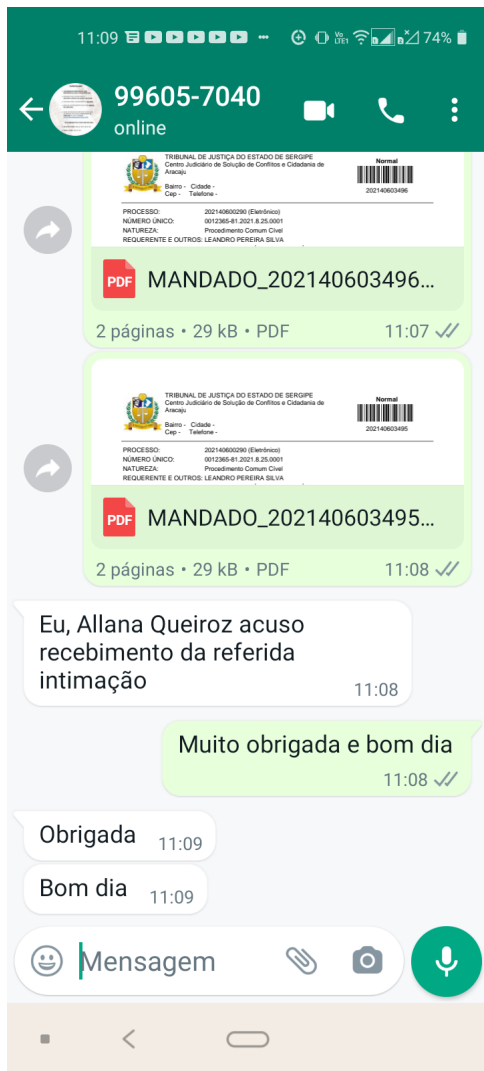 11:09
74%
99605-7040
online
TRIBUNAL DE JUSTIÇA DO ESTADO DE SERGIPE
Centro Judiciário de Solução de Conflitos e Cidadania de
Aracaju
Bairro - Cidade -
Cep - Telefone -
Normal
202140603496
PROCESSO: 202140600290 (Eletrônico)
NÚMERO ÚNICO: 0012365-81.2021.8.25.0001
NATUREZA: Procedimento Comum Cível
REQUERENTE E OUTROS: LEANDRO PEREIRA SILVA
PDF MANDADO_202140603496...
2 páginas • 29 kB • PDF 11:07
TRIBUNAL DE JUSTIÇA DO ESTADO DE SERGIPE
Centro Judiciário de Solução de Conflitos e Cidadania de
Aracaju
Bairro - Cidade -
Cep - Telefone -
Normal
202140603495
PROCESSO: 202140600290 (Eletrônico)
NÚMERO ÚNICO: 0012365-81.2021.8.25.0001
NATUREZA: Procedimento Comum Cível
REQUERENTE E OUTROS: LEANDRO PEREIRA SILVA
PDF MANDADO_202140603495...
2 páginas • 29 kB • PDF 11:08
Eu, Allana Queiroz acuso
recebimento da referida
intimação 11:08
Muito obrigada e bom dia
11:08
Obrigada 11:09
Bom dia 11:09
Mensagem